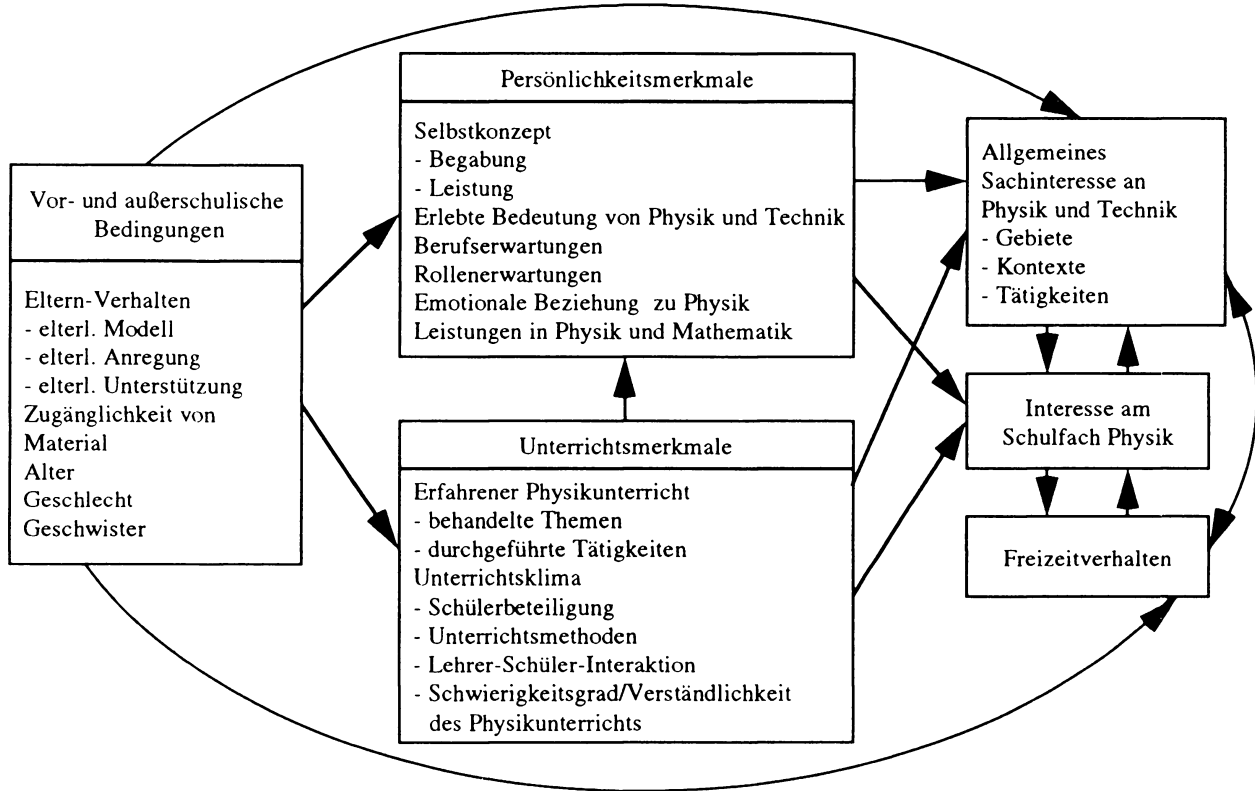 Vor- und außerschulische
Bedingungen
Eltern-Verhalten
- elterl. Modell
- elterl. Anregung
- elterl. Unterstützung
Zugänglichkeit von
Material
Alter
Geschlecht
Geschwister
Persönlichkeitsmerkmale
Selbstkonzept
- Begabung
- Leistung
Erlebte Bedeutung von Physik und Technik
Berufserwartungen
Rollenerwartungen
Emotionale Beziehung zu Physik
Leistungen in Physik und Mathematik
Unterrichtsmerkmale
Erfahrener Physikunterricht
- behandelte Themen
- durchgeführte Tätigkeiten
Unterrichtsklima
- Schülerbeteiligung
- Unterrichtsmethoden
- Lehrer-Schüler-Interaktion
- Schwierigkeitsgrad/Verständlichkeit
des Physikunterrichts
Allgemeines
Sachinteresse an
Physik und Technik
- Gebiete
- Kontexte
- Tätigkeiten
Interesse am
Schulfach Physik
Freizeitverhalten